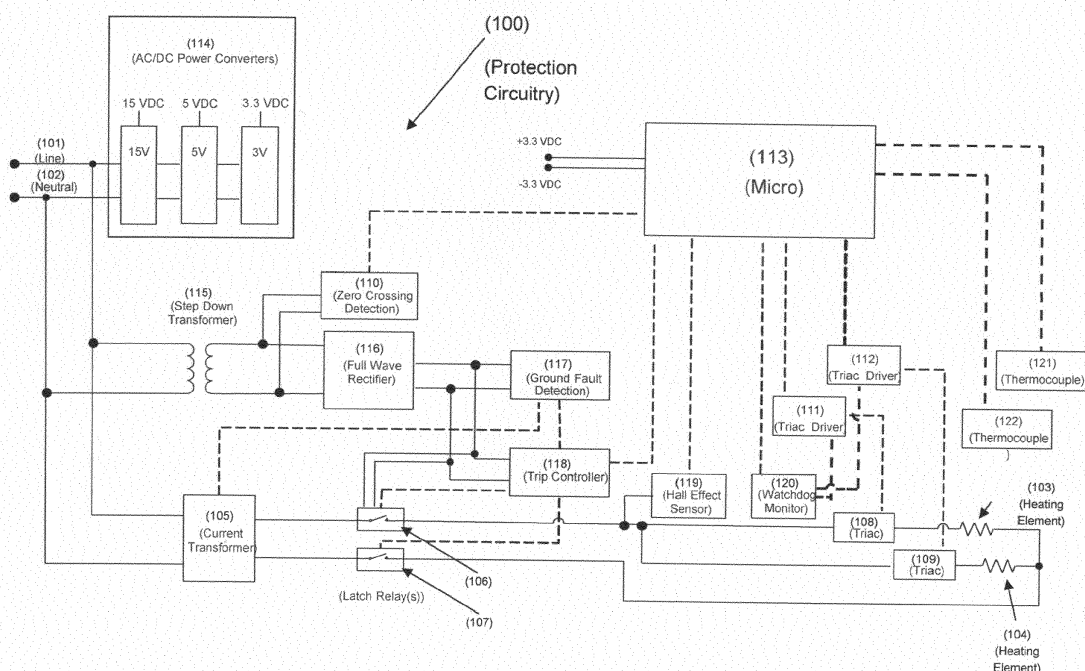 (100)
(Protection
Circuitry)
(114)
(AC/DC Power Converters)
15 VDC
5 VDC
3.3 VDC
15V
5V
3V
(101)
(Line)
(102)
(Neutral)
+3.3 VDC
-3.3 VDC
(113)
(Micro)
(110)
(Zero Crossing
Detection)
(115)
(Step Down
Transformer)
(116)
(Full Wave
Rectifier)
(117)
(Ground Fault
Detection)
(112)
(Triac Driver)
(121)
(Thermocouple)
(111)
(Triac Driver)
(122)
(Thermocouple
)
(118)
(Trip Controller)
(119)
(Hall Effect
Sensor)
(120)
(Watchdog
Monitor)
(103)
(Heating
Element)
(105)
(Current
Transformer)
(108)
(Triac)
(109)
(Triac)
(106)
(Latch Relay(s))
(107)
(104)
(Heating
Element)